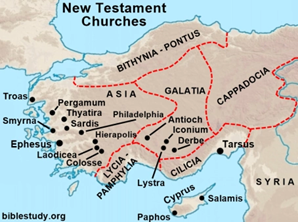 New Testament
Churches
BITHYNIA - PONTUS
CAPPADOCIA
ASIA
GALATIA
Troas
Pergamum
Thyatira
Philadelphia
Antioch
Smyrna
Sardis
Iconium
Hierapolis
Derbe
Ephesus
Tarsus
Laodicea
Colosse
LYCIA
PAMPHYLIA
CILICIA
Lystra
SYRIA
Cyprus
Salamis
Paphos
biblestudy.org